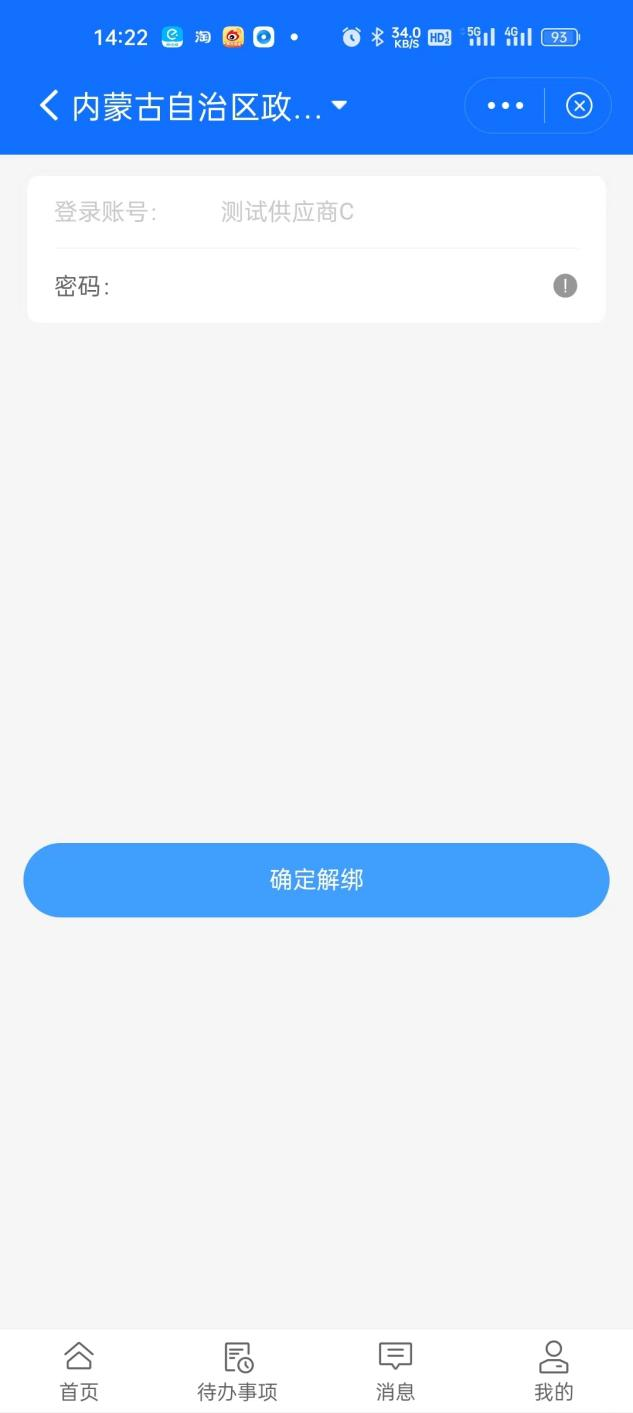 14:22 淘 34.0 KB/S HD 1 2 5G 4G 93
内蒙古自治区政...
登录账号： 测试供应商C
密码：
确定解绑
首页 待办事项 消息 我的